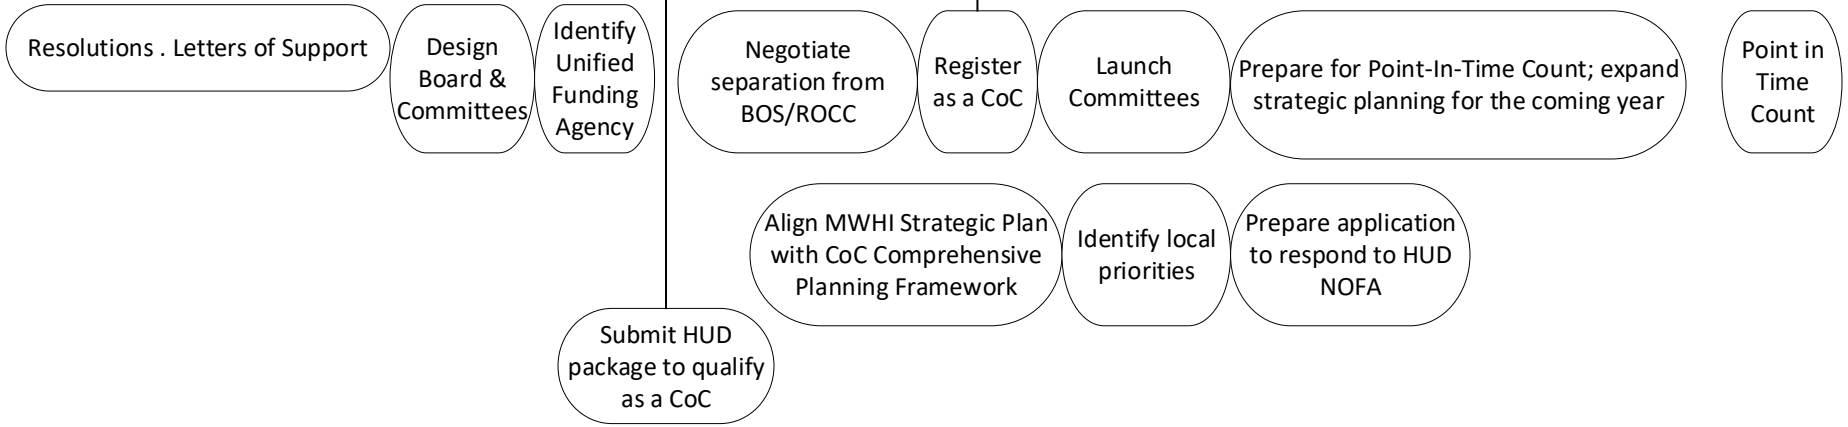 Resolutions . Letters of Support
Design
Board &
Committees
Identify
Unified
Funding
Agency
Negotiate
separation from
BOS/ROCC
Register
as a CoC
Launch
Committees
Prepare for Point-In-Time Count; expand
strategic planning for the coming year
Point in
Time
Count
Align MWHI Strategic Plan
with CoC Comprehensive
Planning Framework
Identify local
priorities
Prepare application
to respond to HUD
NOFA
Submit HUD
package to qualify
as a CoC